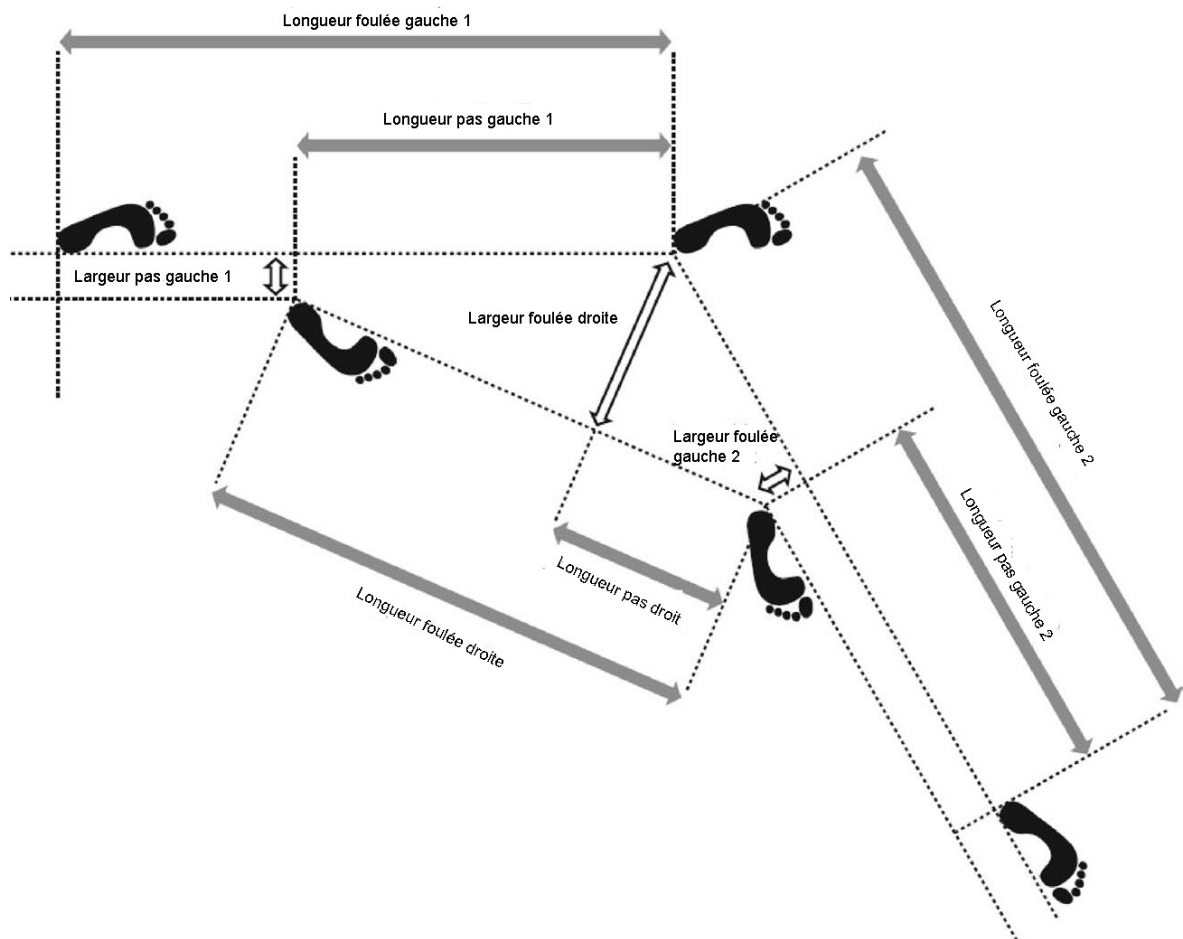 Longueur foulée gauche 1
Longueur pas gauche 1
Largeur pas gauche 1
Largeur foulée droite
Longueur foulée gauche 2
Largeur foulée
gauche 2
Longueur pas gauche 2
Longueur pas droit
Longueur foulée droite